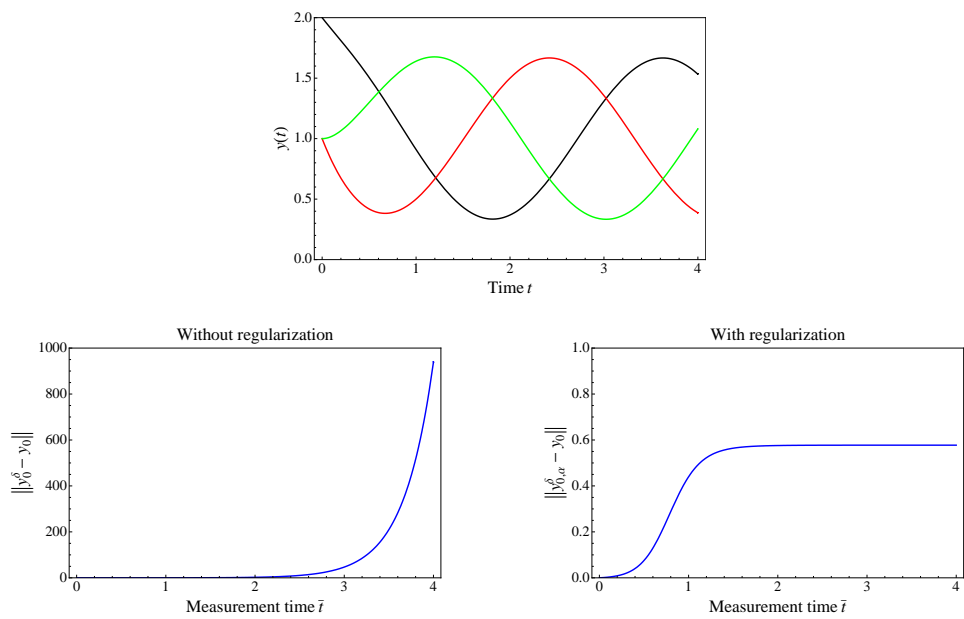 2.0
1.5
1.0
0.5
0.0
y(t)
0 1 2 3 4
Time t
Without regularization
1000
800
600
400
200
0
||y₀^δ − y₀||
0 1 2 3 4
Measurement time t̄
With regularization
1.0
0.8
0.6
0.4
0.2
0.0
||y₀,α^δ − y₀||
0 1 2 3 4
Measurement time t̄